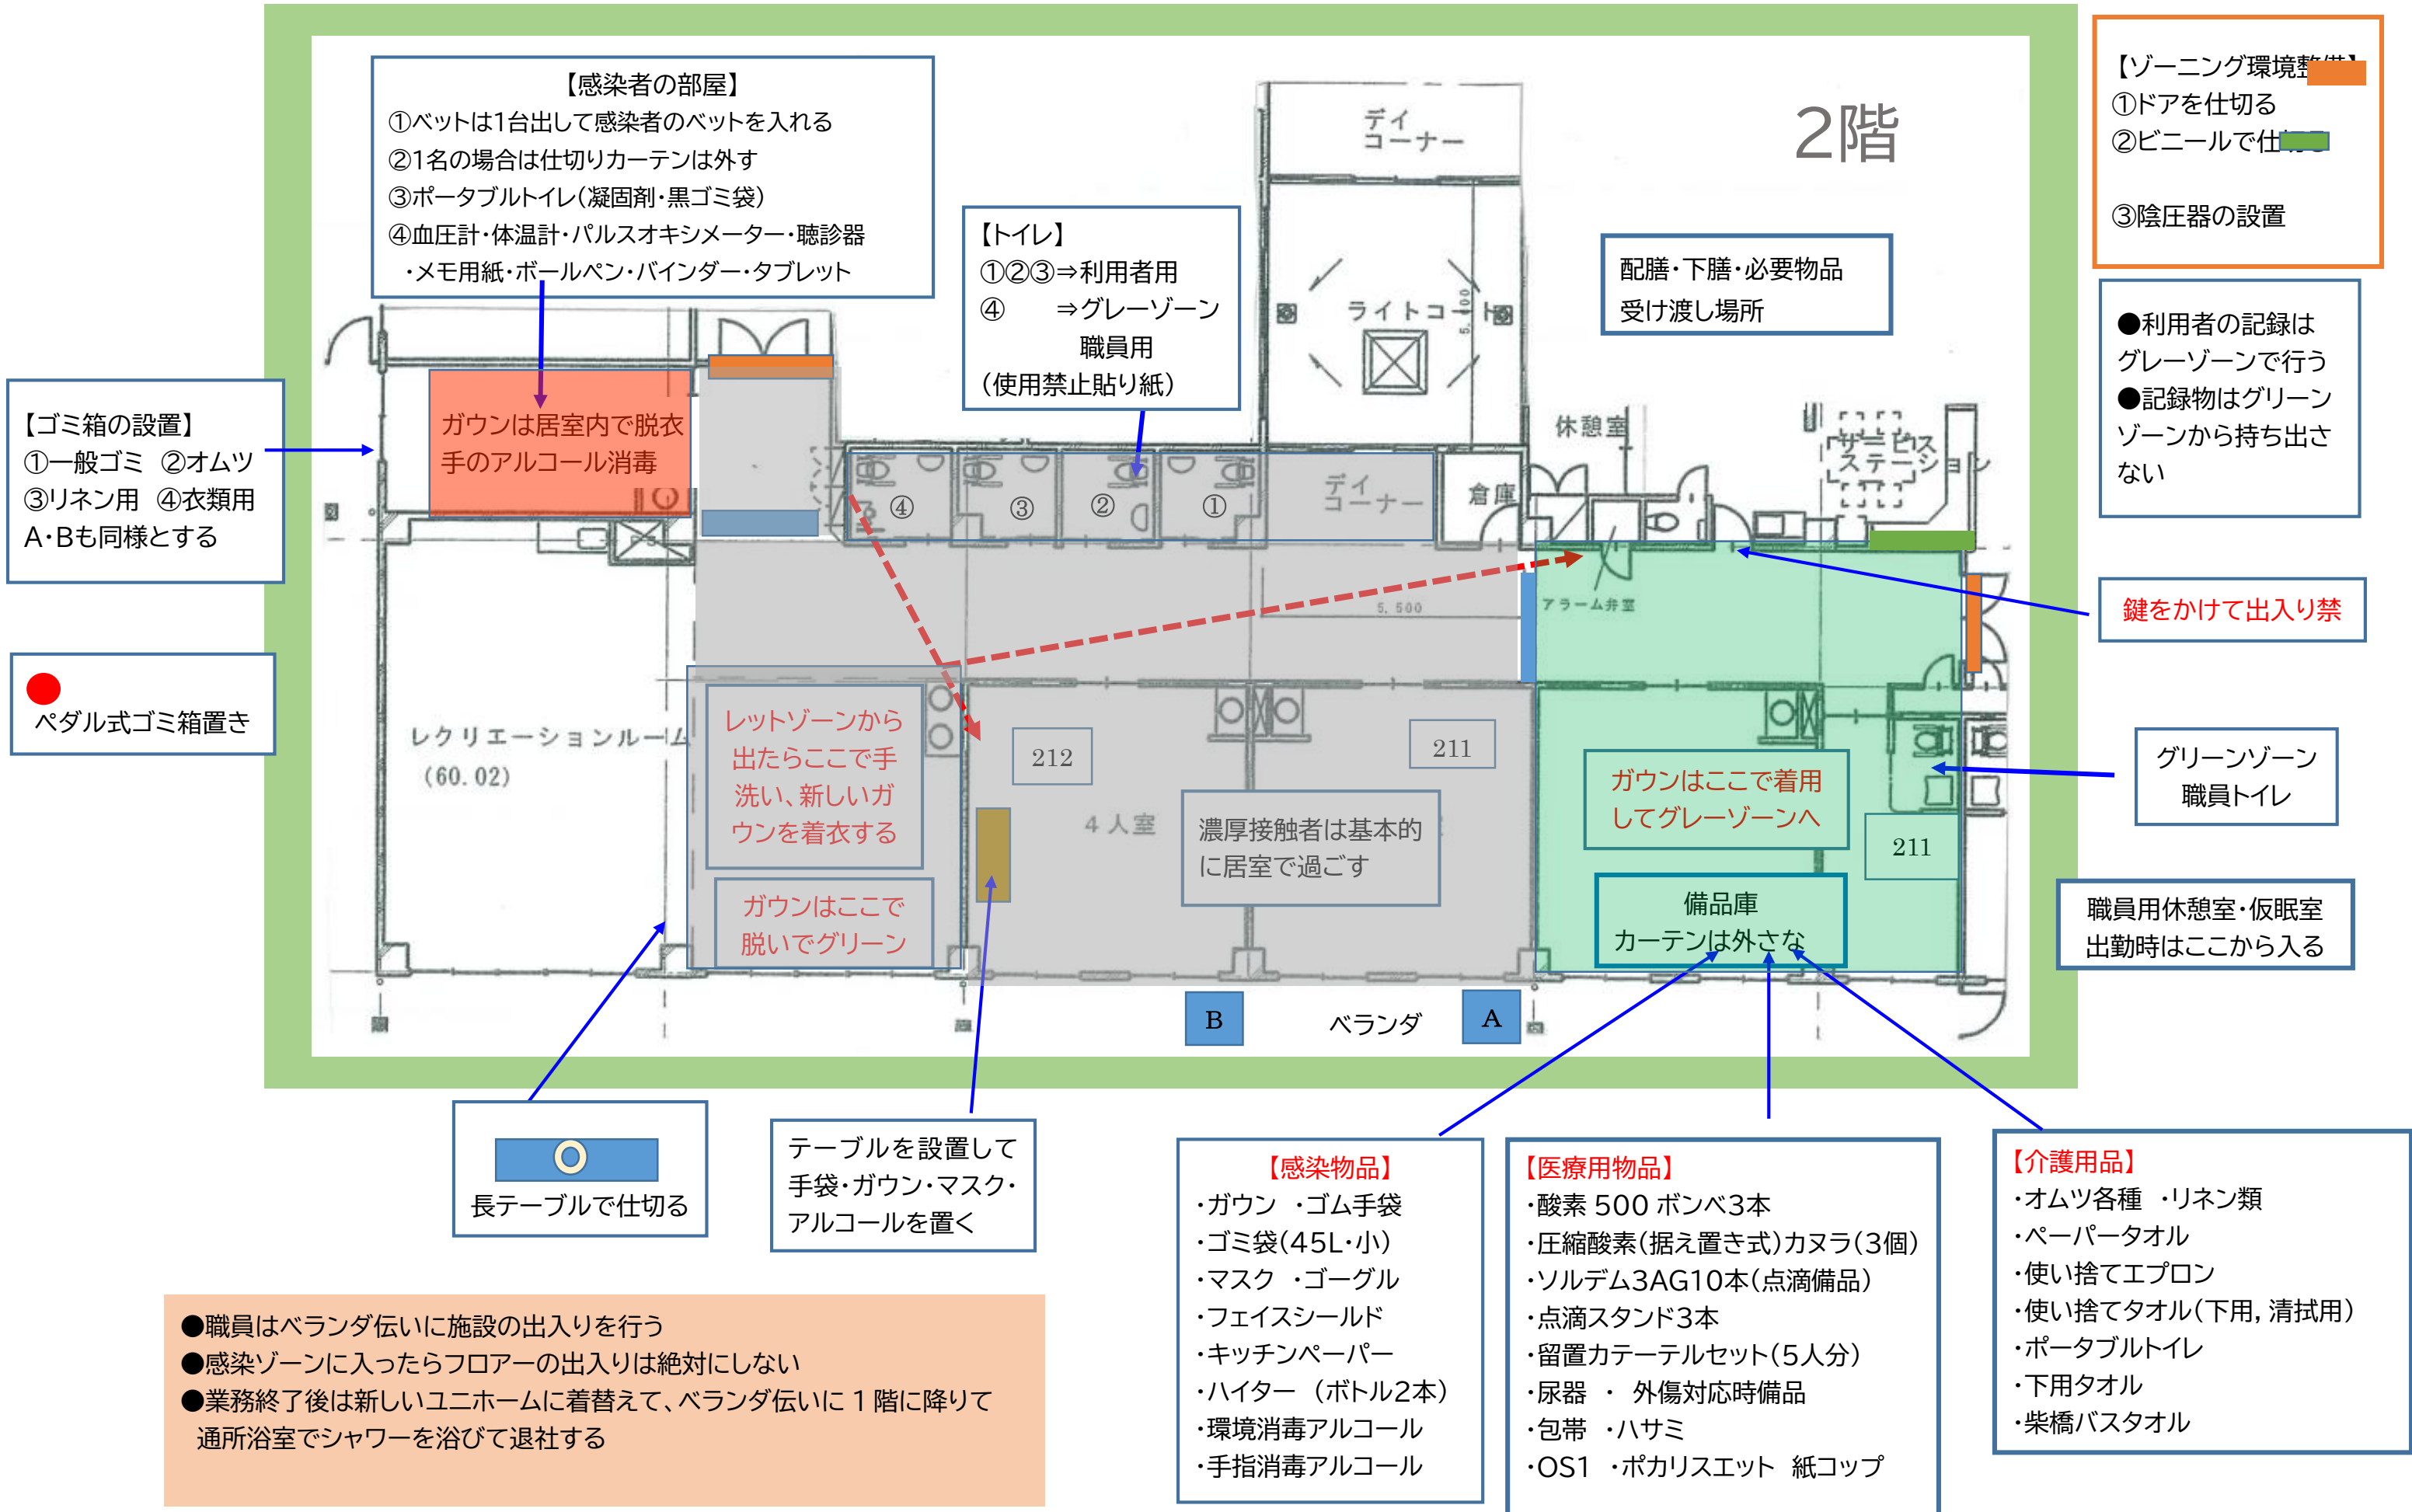 2階
【感染者の部屋】
①ベットは1台出して感染者のベットを入れる
②1名の場合は仕切りカーテンは外す
③ポータブルトイレ(凝固剤・黒ゴミ袋)
④血圧計・体温計・パルスオキシメーター・聴診器
・メモ用紙・ボールペン・バインダー・タブレット
【トイレ】
①②③⇒利用者用
④ ⇒グレーゾーン
職員用
(使用禁止貼り紙)
デイ
コーナー
ライトコート
5,400
配膳・下膳・必要物品
受け渡し場所
【ゾーニング環境整
①ドアを仕切る
②ビニールで仕
③陰圧器の設置
●利用者の記録は
グレーゾーンで行う
●記録物はグリーン
ゾーンから持ち出さ
ない
【ゴミ箱の設置】
①一般ゴミ ②オムツ
③リネン用 ④衣類用
A・Bも同様とする
ペダル式ゴミ箱置き
ガウンは居室内で脱衣
手のアルコール消毒
④
③
②
①
デイ
コーナー
倉庫
休憩室
サービス
ステーション
アラーム弁室
5,500
鍵をかけて出入り禁
レクリエーションルーム
(60.02)
レットゾーンから
出たらここで手
洗い、新しいガ
ウンを着衣する
ガウンはここで
脱いでグリーン
212
211
4人室
濃厚接触者は基本的
に居室で過ごす
ガウンはここで着用
してグレーゾーンへ
211
備品庫
カーテンは外さな
グリーンゾーン
職員トイレ
職員用休憩室・仮眠室
出勤時はここから入る
B
ベランダ
A
長テーブルで仕切る
テーブルを設置して
手袋・ガウン・マスク・
アルコールを置く
【感染物品】
・ガウン ・ゴム手袋
・ゴミ袋(45L・小)
・マスク ・ゴーグル
・フェイスシールド
・キッチンペーパー
・ハイター (ボトル2本)
・環境消毒アルコール
・手指消毒アルコール
【医療用物品】
・酸素 500 ボンベ3本
・圧縮酸素(据え置き式)カヌラ(3個)
・ソルデム3AG10本(点滴備品)
・点滴スタンド3本
・留置カテーテルセット(5人分)
・尿器 ・ 外傷対応時備品
・包帯 ・ハサミ
・OS1 ・ポカリスエット 紙コップ
【介護用品】
・オムツ各種 ・リネン類
・ペーパータオル
・使い捨てエプロン
・使い捨てタオル(下用,清拭用)
・ポータブルトイレ
・下用タオル
・柴橋バスタオル
●職員はベランダ伝いに施設の出入りを行う
●感染ゾーンに入ったらフロアーの出入りは絶対にしない
●業務終了後は新しいユニホームに着替えて、ベランダ伝いに1階に降りて
通所浴室でシャワーを浴びて退社する